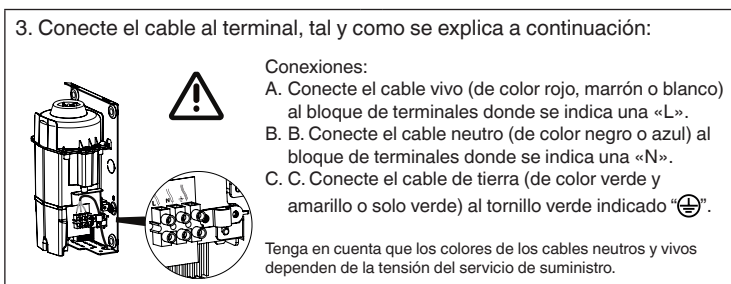 3. Conecte el cable al terminal, tal y como se explica a continuación:
Conexiones:
A. Conecte el cable vivo (de color rojo, marrón o blanco)
al bloque de terminales donde se indica una «L».
B. B. Conecte el cable neutro (de color negro o azul) al
bloque de terminales donde se indica una «N».
C. C. Conecte el cable de tierra (de color verde y
amarillo o solo verde) al tornillo verde indicado “⏚”.
Tenga en cuenta que los colores de los cables neutros y vivos
dependen de la tensión del servicio de suministro.